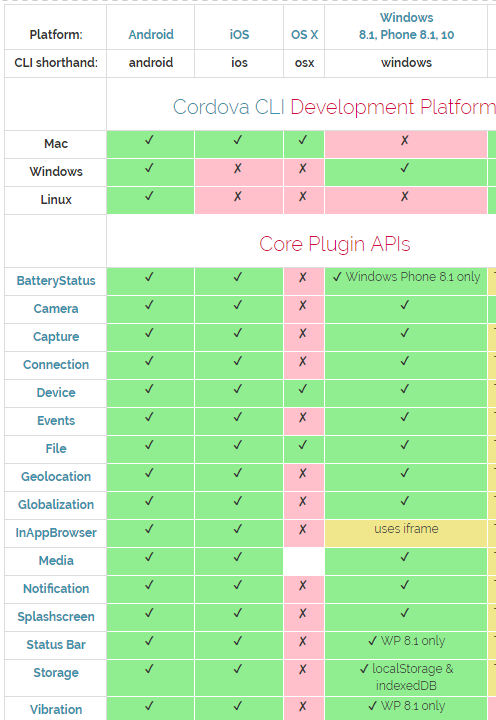 Platform: Android iOS OS X Windows 8.1, Phone 8.1, 10
CLI shorthand: android ios osx windows
Cordova CLI Development Platform
Mac ✓ ✓ ✓ ✗
Windows ✓ ✗ ✗ ✓
Linux ✓ ✗ ✗ ✗
Core Plugin APIs
BatteryStatus ✓ ✓ ✗ ✓ Windows Phone 8.1 only
Camera ✓ ✓ ✗ ✓
Capture ✓ ✓ ✗ ✓
Connection ✓ ✓ ✗ ✓
Device ✓ ✓ ✓ ✓
Events ✓ ✓ ✗ ✓
File ✓ ✓ ✓ ✓
Geolocation ✓ ✓ ✗ ✓
Globalization ✓ ✓ ✗ ✓
InAppBrowser ✓ ✓ ✗ uses iframe
Media ✓ ✓ ✓
Notification ✓ ✓ ✗ ✓
Splashscreen ✓ ✓ ✗ ✓
Status Bar ✓ ✓ ✗ ✓ WP 8.1 only
Storage ✓ ✓ ✗ ✓ localStorage & indexedDB
Vibration ✓ ✓ ✗ ✓ WP 8.1 only